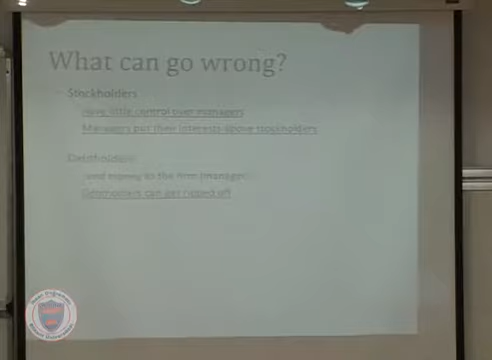 What can go wrong?
Stockholders
Have little control over managers
Managers put their interests above stockholders
Debtholders
Lend money to the firm (managers)
Debtholders can get ripped off